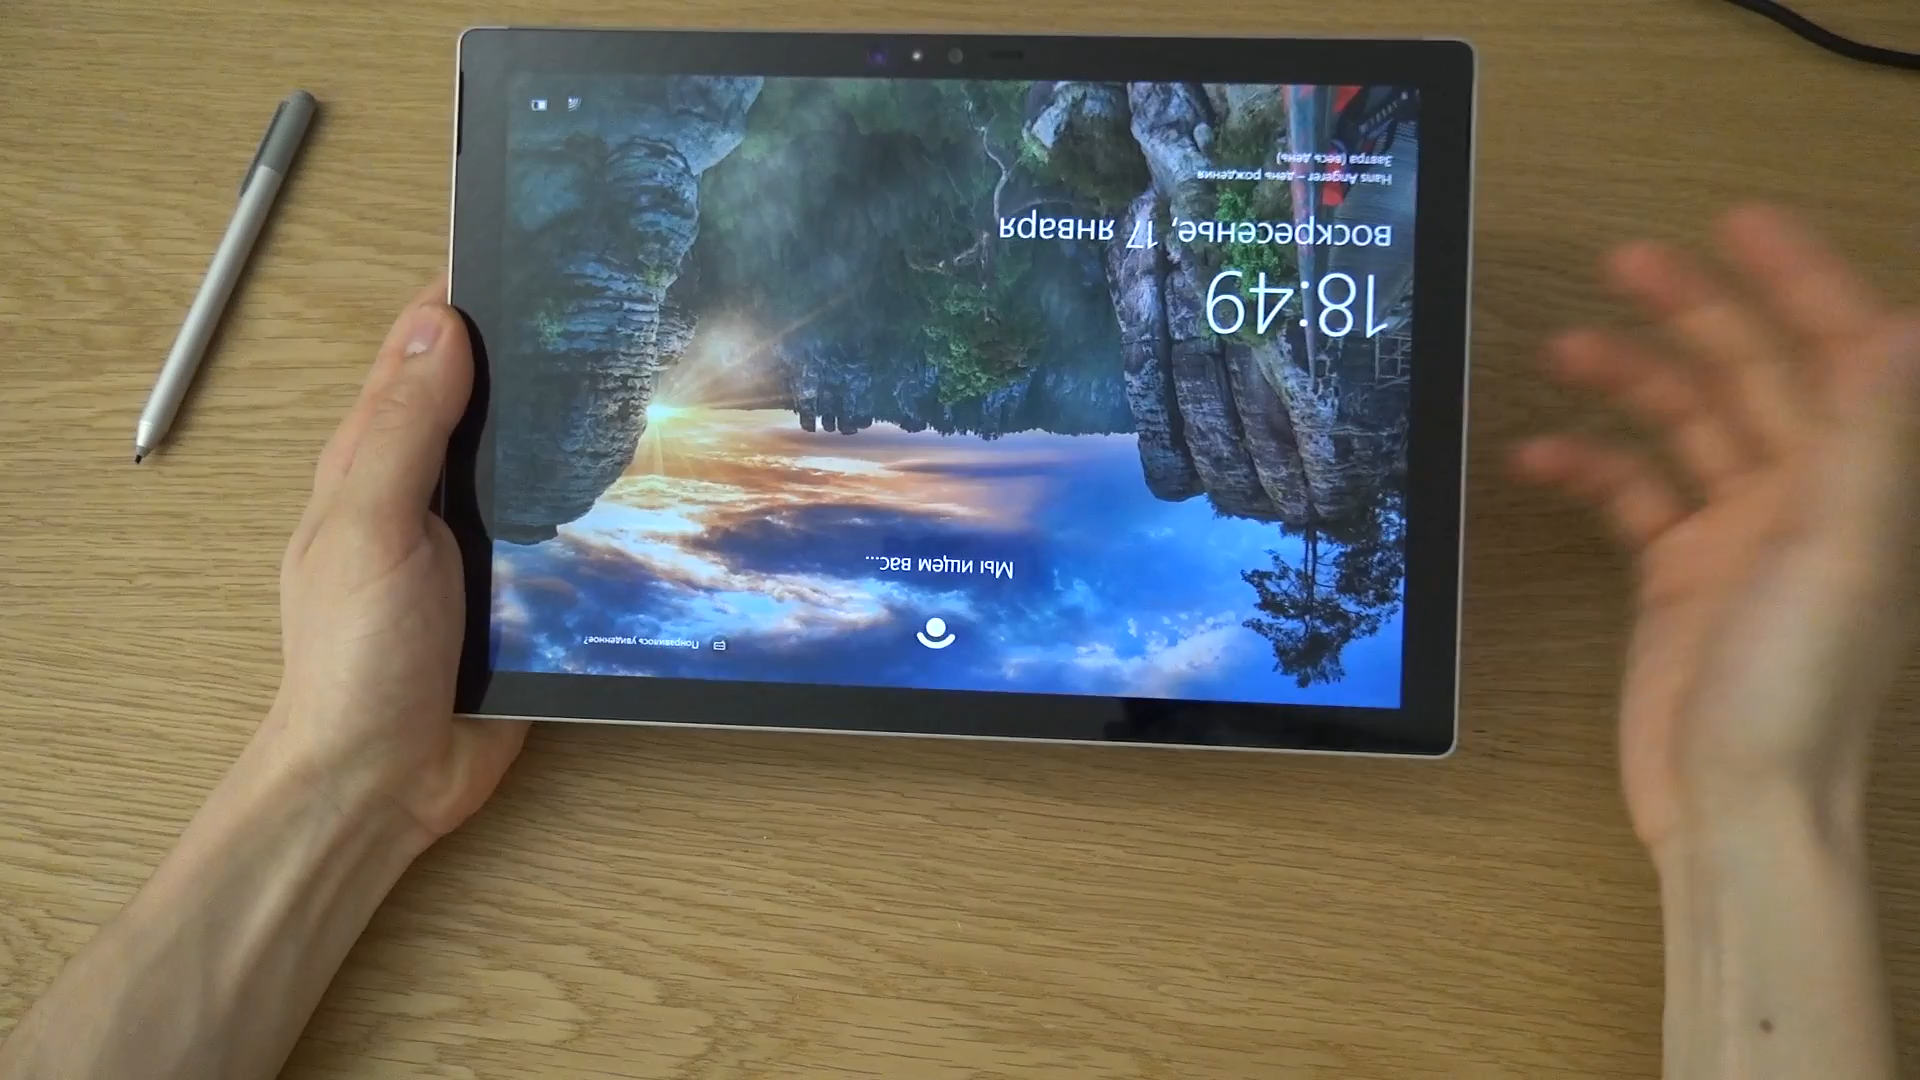 Мы ищем вас...
Понравилось увиденное?
18:49
воскресенье, 17 января
Hans Angerer – день рождения
Завтра (весь день)